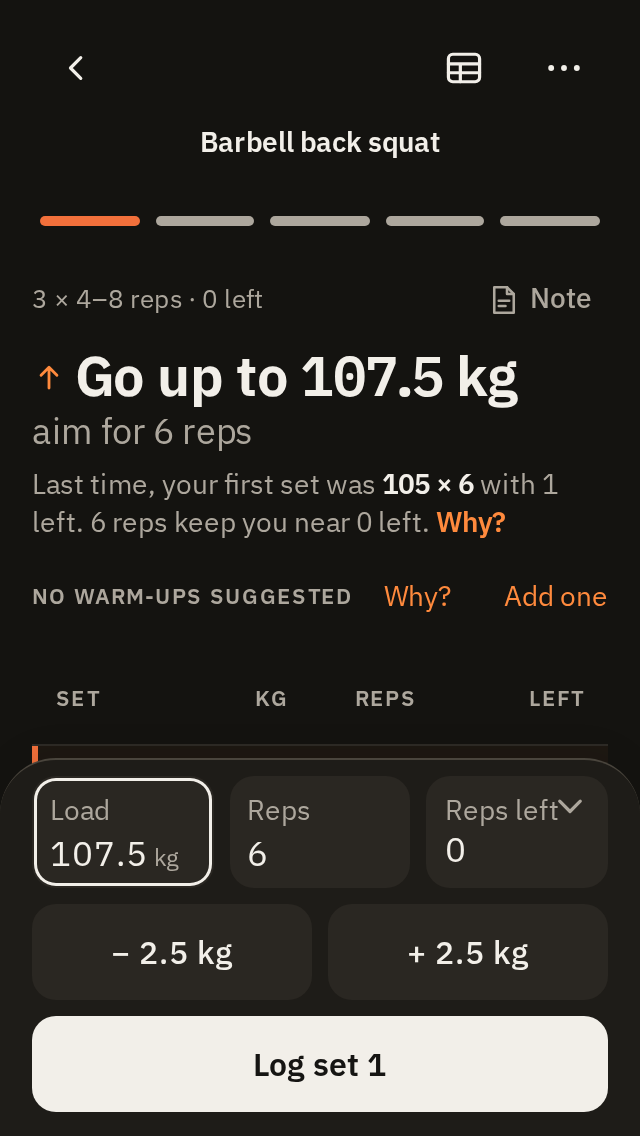 Barbell back squat
3 × 4–8 reps · 0 left
Note
↑ Go up to 107.5 kg
aim for 6 reps
Last time, your first set was 105 × 6 with 1
left. 6 reps keep you near 0 left. Why?
NO WARM-UPS SUGGESTED Why? Add one
SET KG REPS LEFT
Load Reps Reps left
107.5 kg 6 0
− 2.5 kg + 2.5 kg
Log set 1